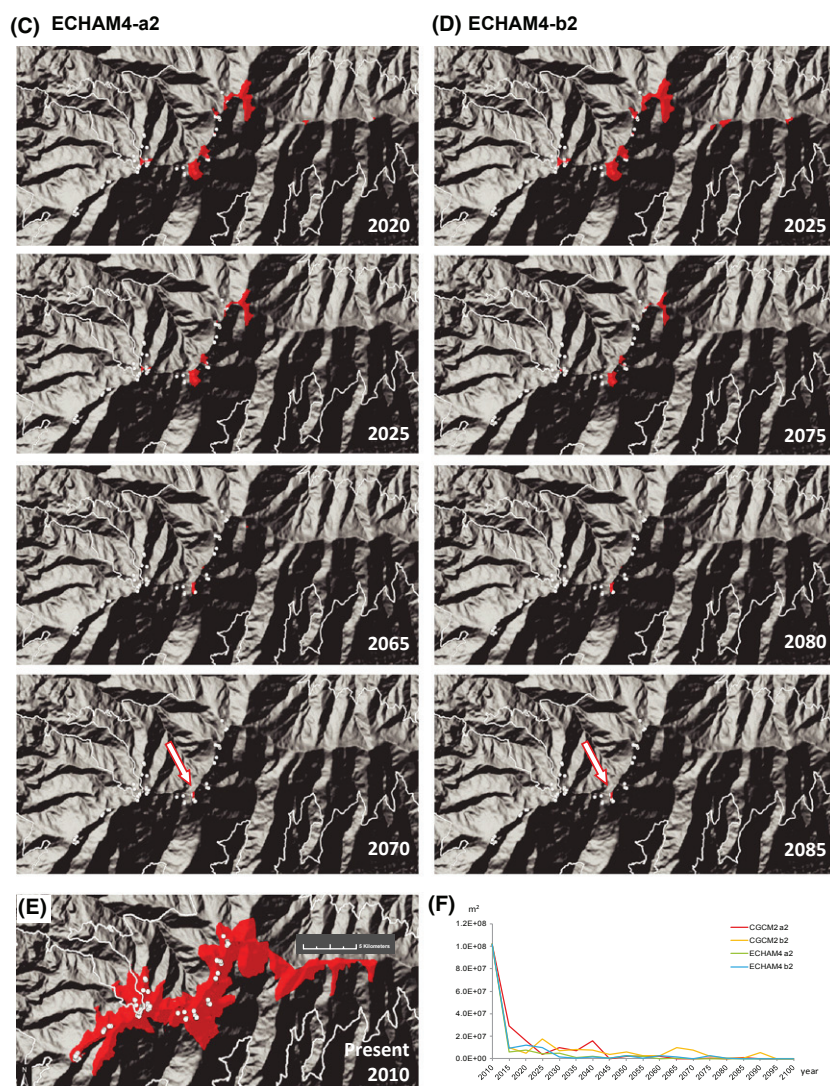 (C) ECHAM4-a2
(D) ECHAM4-b2
2020
2025
2025
2075
2065
2080
2070
2085
(E)
5 Kilometers
Present
2010
N
(F)
m²
1.2E+08
1.0E+08
8.0E+07
6.0E+07
4.0E+07
2.0E+07
0.0E+00
CGCM2 a2
CGCM2 b2
ECHAM4 a2
ECHAM4 b2
2010 2015 2020 2025 2030 2035 2040 2045 2050 2055 2060 2065 2070 2075 2080 2085 2090 2095 2100 year